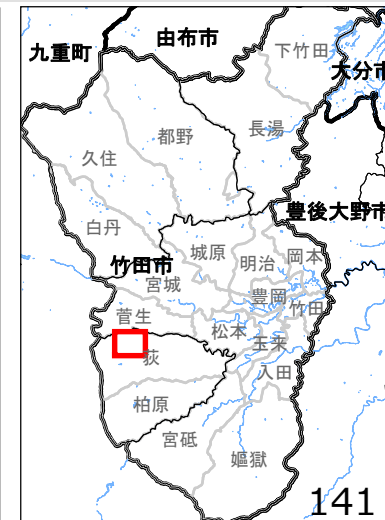 由布市
九重町
下竹田
大分市
都野
長湯
久住
白丹
豊後大野市
城原
岡本
明治
竹田市
宮城
豊岡
竹田
菅生
松本
玉来
荻
入田
柏原
宮砥
嫗獄
141